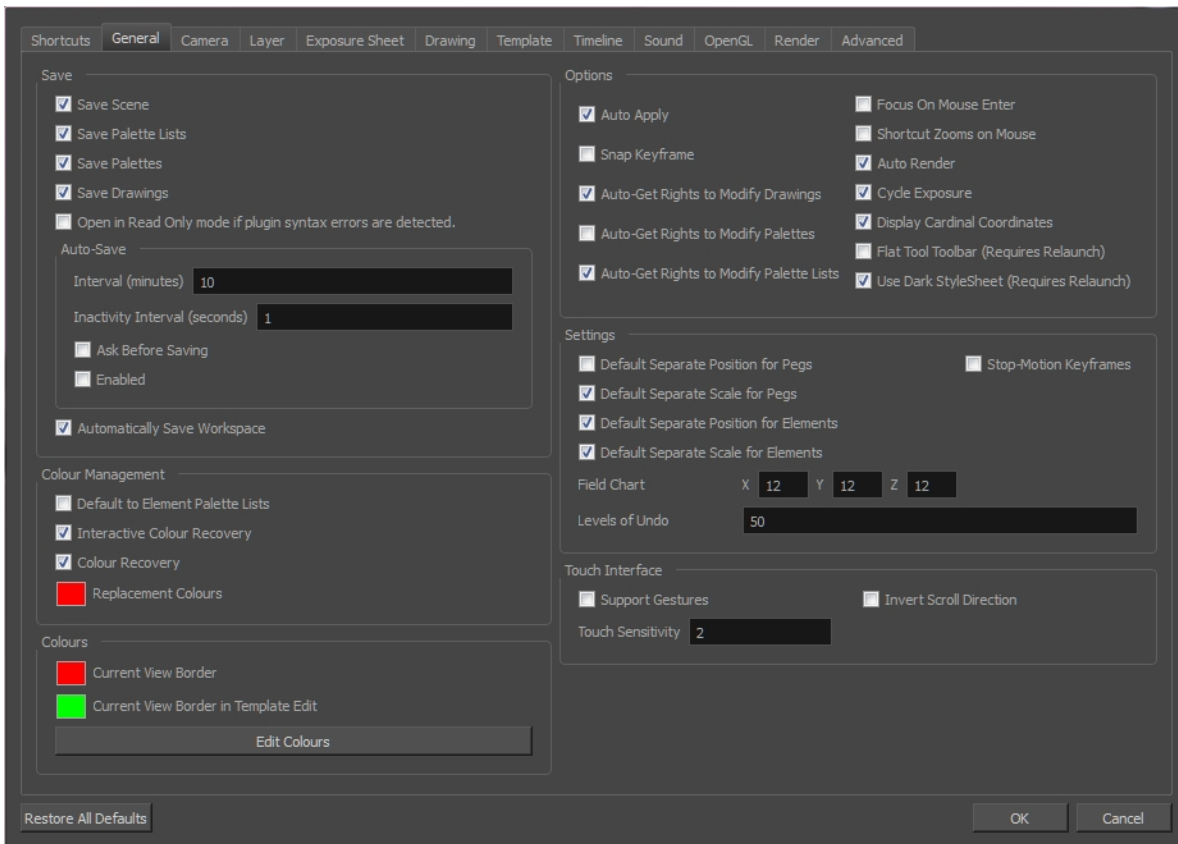 Shortcuts General Camera Layer Exposure Sheet Drawing Template Timeline Sound OpenGL Render Advanced
Save
Save Scene
Save Palette Lists
Save Palettes
Save Drawings
Open in Read Only mode if plugin syntax errors are detected.
Auto-Save
Interval (minutes) 10
Inactivity Interval (seconds) 1
Ask Before Saving
Enabled
Automatically Save Workspace
Colour Management
Default to Element Palette Lists
Interactive Colour Recovery
Colour Recovery
Replacement Colours
Colours
Current View Border
Current View Border in Template Edit
Edit Colours
Options
Auto Apply
Snap Keyframe
Auto-Get Rights to Modify Drawings
Auto-Get Rights to Modify Palettes
Auto-Get Rights to Modify Palette Lists
Focus On Mouse Enter
Shortcut Zooms on Mouse
Auto Render
Cycle Exposure
Display Cardinal Coordinates
Flat Tool Toolbar (Requires Relaunch)
Use Dark StyleSheet (Requires Relaunch)
Settings
Default Separate Position for Pegs Stop-Motion Keyframes
Default Separate Scale for Pegs
Default Separate Position for Elements
Default Separate Scale for Elements
Field Chart X 12 Y 12 Z 12
Levels of Undo 50
Touch Interface
Support Gestures Invert Scroll Direction
Touch Sensitivity 2
Restore All Defaults OK Cancel